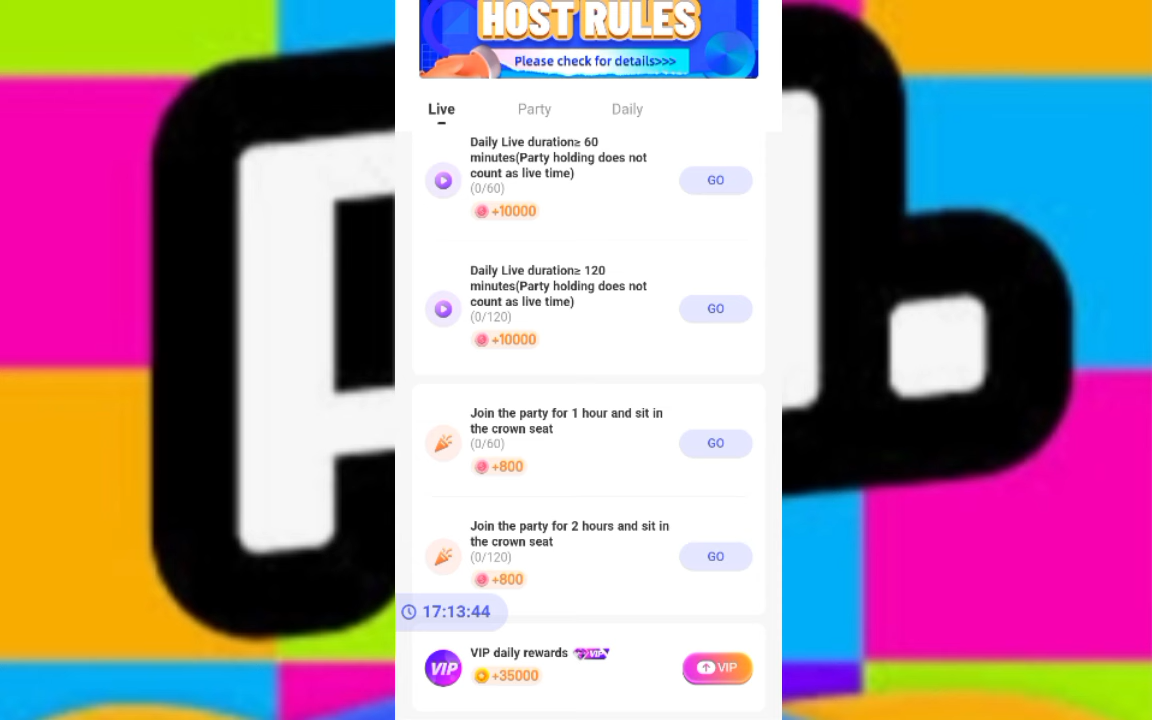 HOST RULES
Please check for details>>>
Live
Party
Daily
Daily Live duration≥ 60
minutes(Party holding does not
count as live time)
(0/60)
+10000
GO
Daily Live duration≥ 120
minutes(Party holding does not
count as live time)
(0/120)
+10000
GO
Join the party for 1 hour and sit in
the crown seat
(0/60)
+800
GO
Join the party for 2 hours and sit in
the crown seat
(0/120)
+800
GO
17:13:44
VIP
VIP daily rewards VIP
+35000
VIP